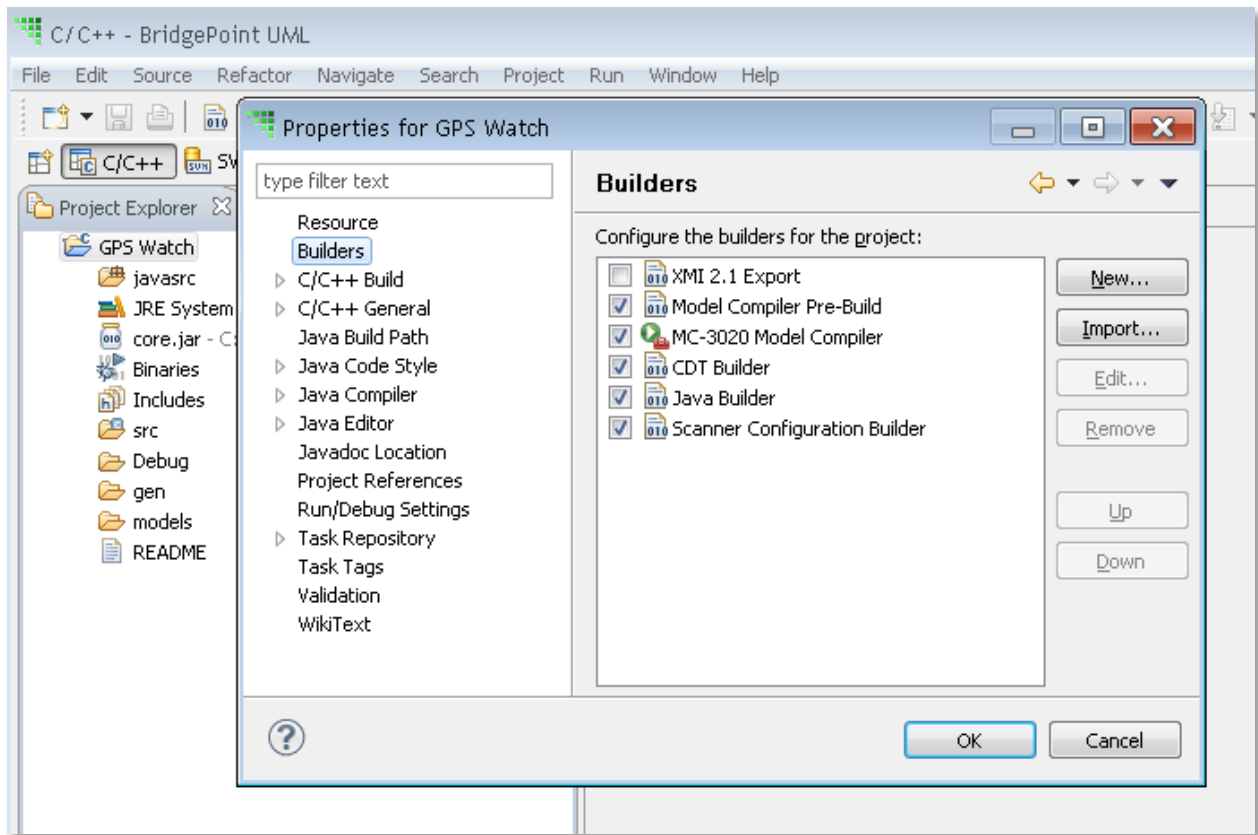 C/C++ - BridgePoint UML
File Edit Source Refactor Navigate Search Project Run Window Help
Properties for GPS Watch
C/C++
type filter text
Builders
Project Explorer
Resource
Builders
C/C++ Build
C/C++ General
Java Build Path
Java Code Style
Java Compiler
Java Editor
Javadoc Location
Project References
Run/Debug Settings
Task Repository
Task Tags
Validation
WikiText
GPS Watch
javasrc
JRE System
core.jar - C:
Binaries
Includes
src
Debug
gen
models
README
Configure the builders for the project:
XMI 2.1 Export
Model Compiler Pre-Build
MC-3020 Model Compiler
CDT Builder
Java Builder
Scanner Configuration Builder
New...
Import...
Edit...
Remove
Up
Down
OK Cancel